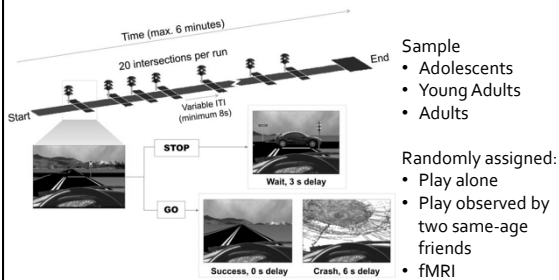 Time (max. 6 minutes)
20 intersections per run
Start
Variable ITI
(minimum 8s)
End
STOP
Wait, 3 s delay
GO
Success, 0 s delay
Crash, 6 s delay
Sample
• Adolescents
• Young Adults
• Adults
Randomly assigned:
• Play alone
• Play observed by
two same-age
friends
• fMRI